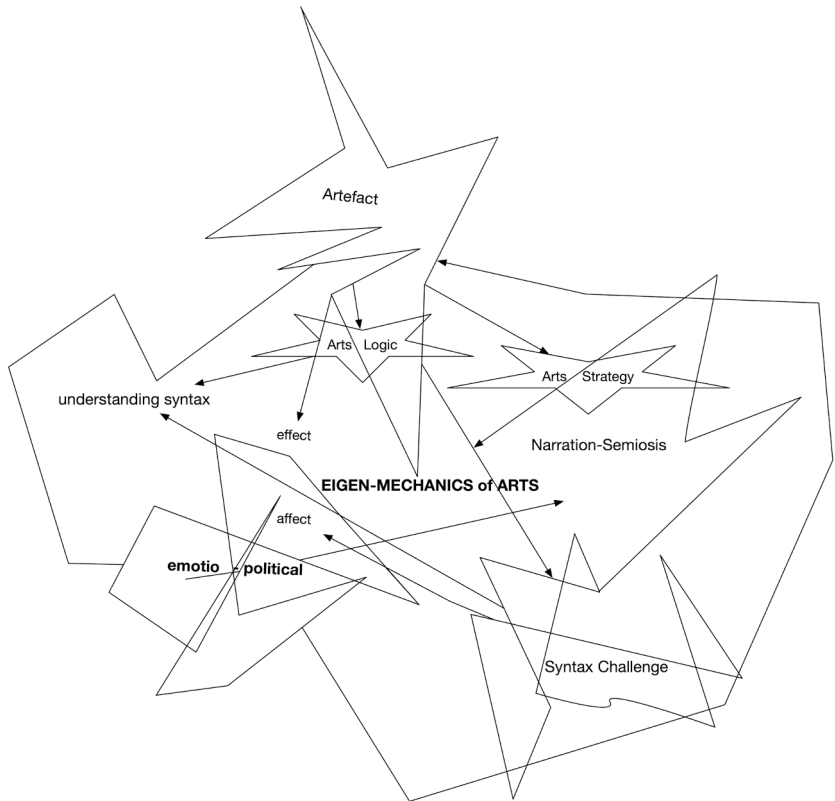 Artefact
Arts Logic
Arts Strategy
understanding syntax
effect
Narration-Semiosis
EIGEN-MECHANICS of ARTS
affect
emotio - political
Syntax Challenge